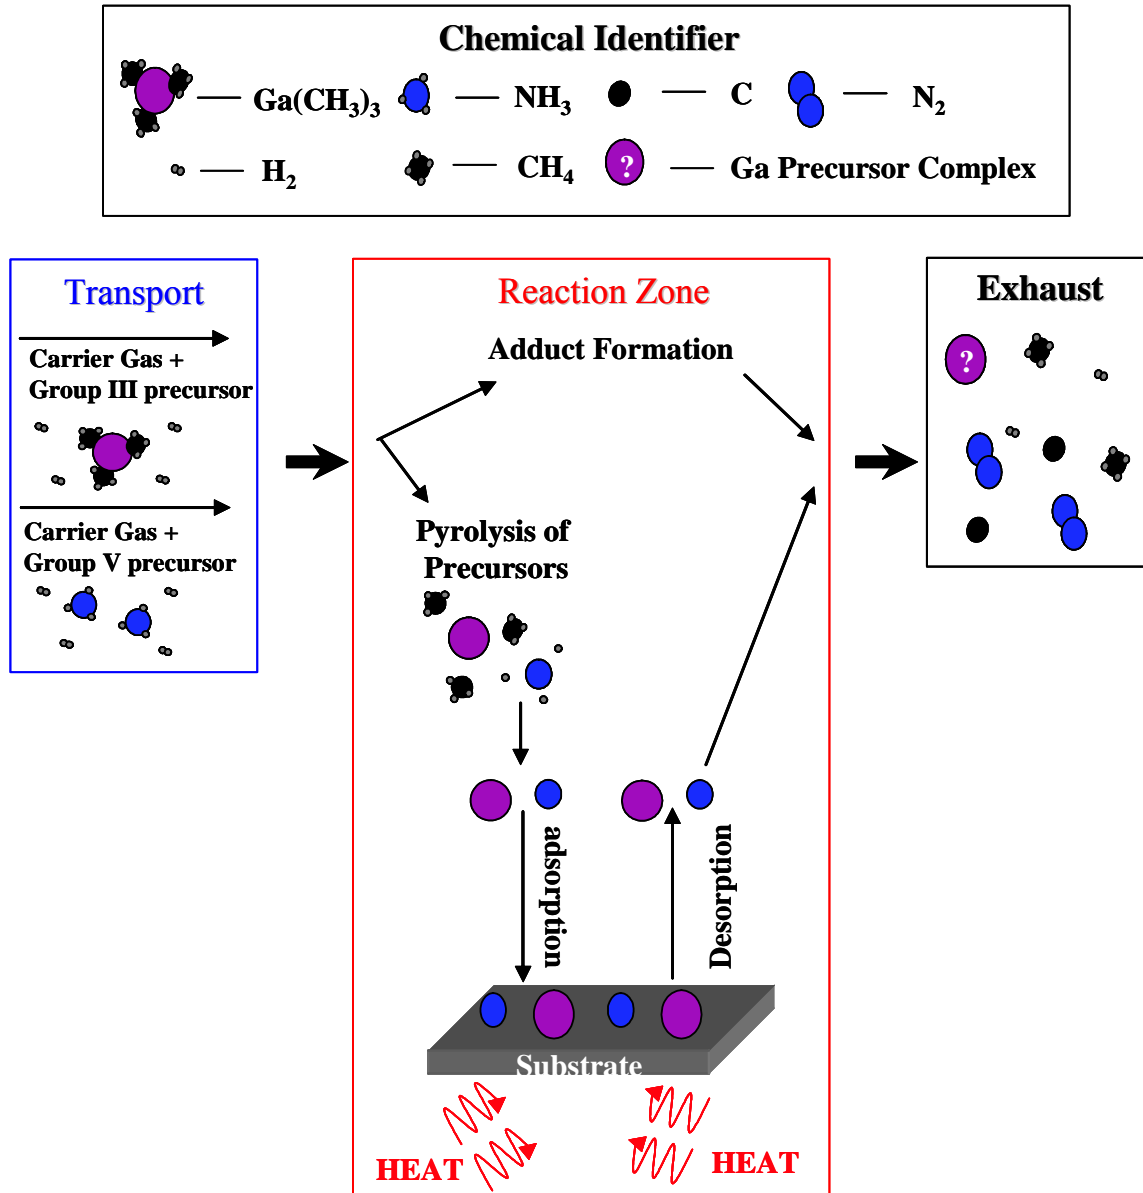 Chemical Identifier
Ga(CH₃)₃
NH₃
C
N₂
H₂
CH₄
?
Ga Precursor Complex
Transport
Carrier Gas +
Group III precursor
Carrier Gas +
Group V precursor
Reaction Zone
Adduct Formation
Pyrolysis of
Precursors
adsorption
Desorption
Substrate
HEAT
HEAT
Exhaust
?